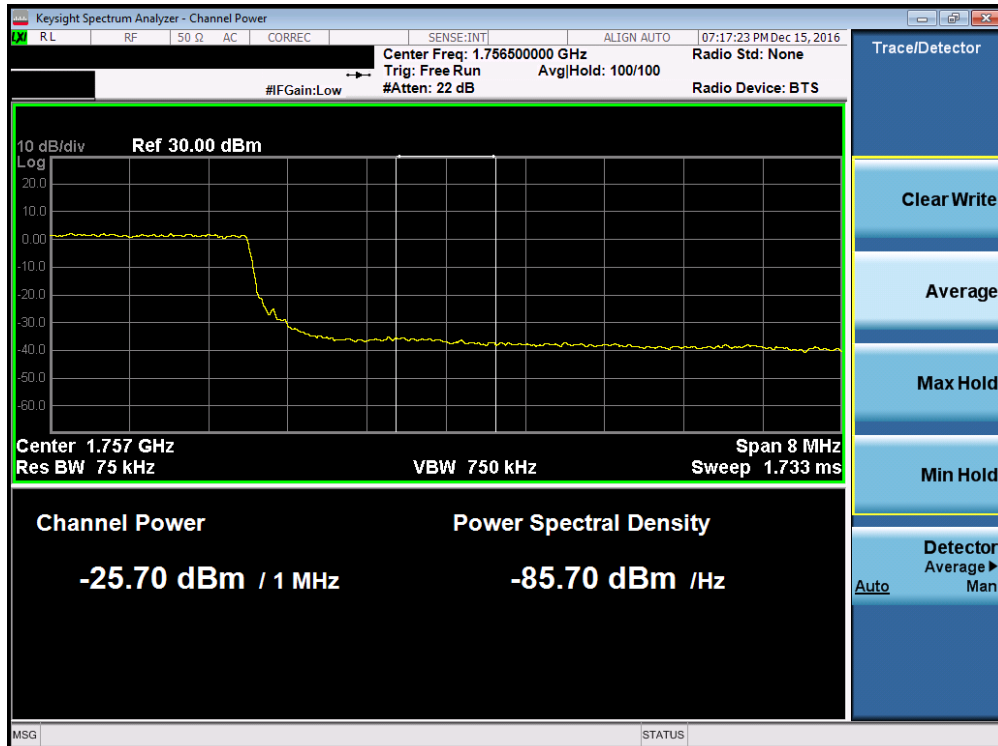 Keysight Spectrum Analyzer - Channel Power
LXI RL RF 50 Ω AC CORREC SENSE:INT ALIGN AUTO 07:17:23 PM Dec 15, 2016
Center Freq: 1.756500000 GHz Radio Std: None
Trig: Free Run Avg|Hold: 100/100
#IFGain:Low #Atten: 22 dB Radio Device: BTS
Trace/Detector
10 dB/div Ref 30.00 dBm
Log
20.0
10.0
0.00
-10.0
-20.0
-30.0
-40.0
-50.0
-60.0
Center 1.757 GHz Span 8 MHz
Res BW 75 kHz VBW 750 kHz Sweep 1.733 ms
Channel Power Power Spectral Density
-25.70 dBm / 1 MHz -85.70 dBm /Hz
Clear Write
Average
Max Hold
Min Hold
Detector
Average
Auto Man
MSG STATUS